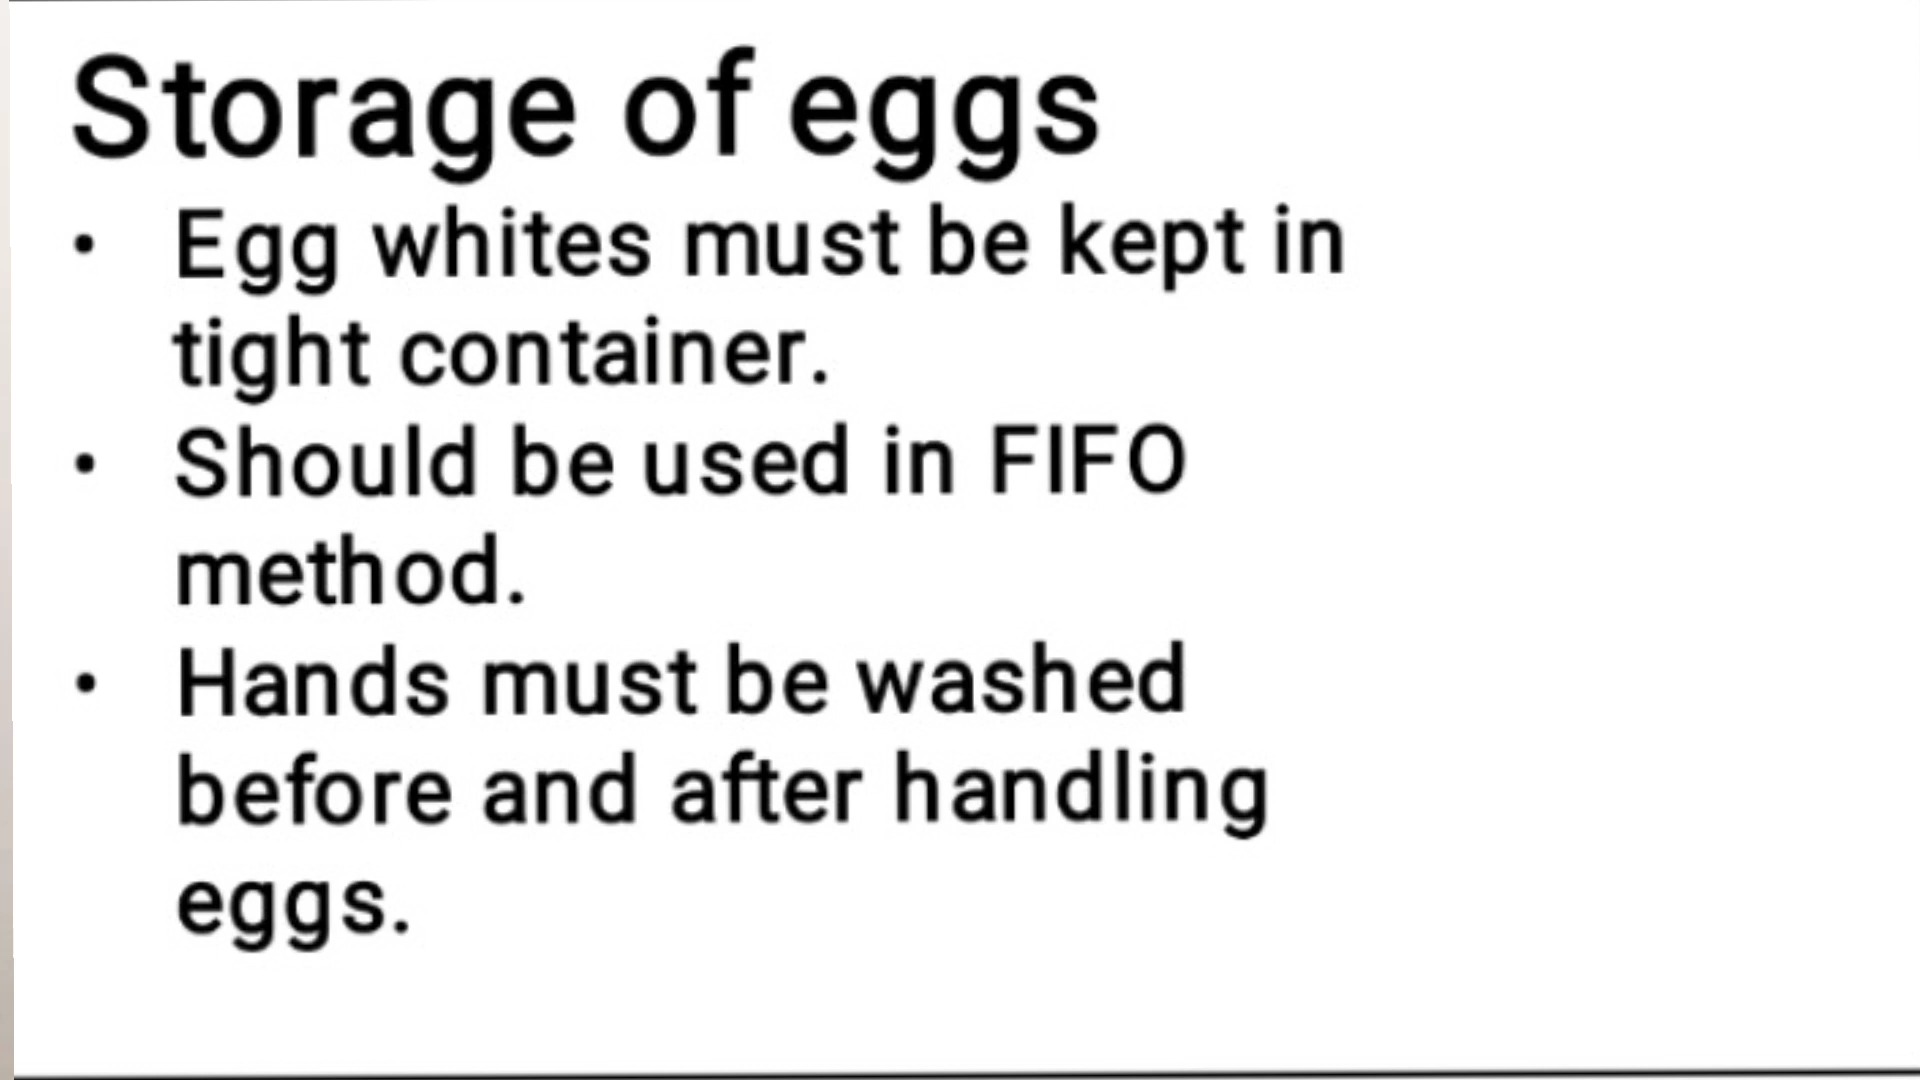 Storage of eggs
• Egg whites must be kept in
tight container.
• Should be used in FIFO
method.
• Hands must be washed
before and after handling
eggs.